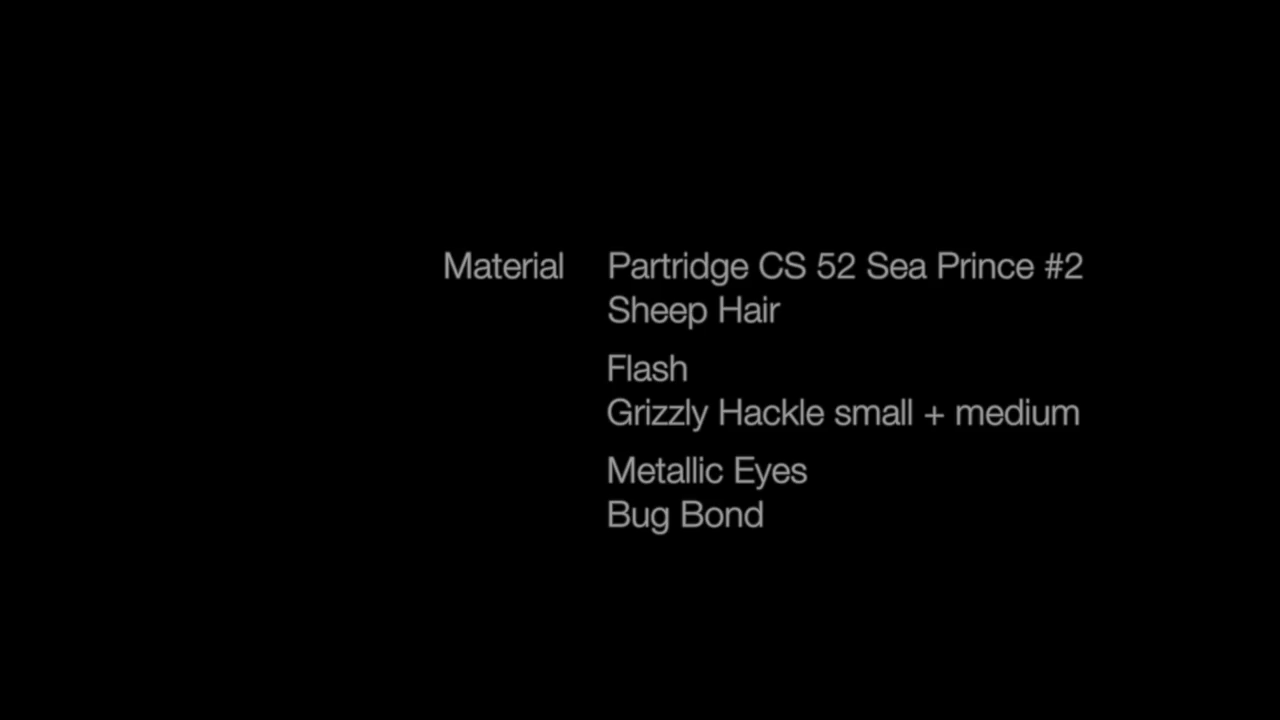 Material Partridge CS 52 Sea Prince #2
Sheep Hair
Flash
Grizzly Hackle small + medium
Metallic Eyes
Bug Bond